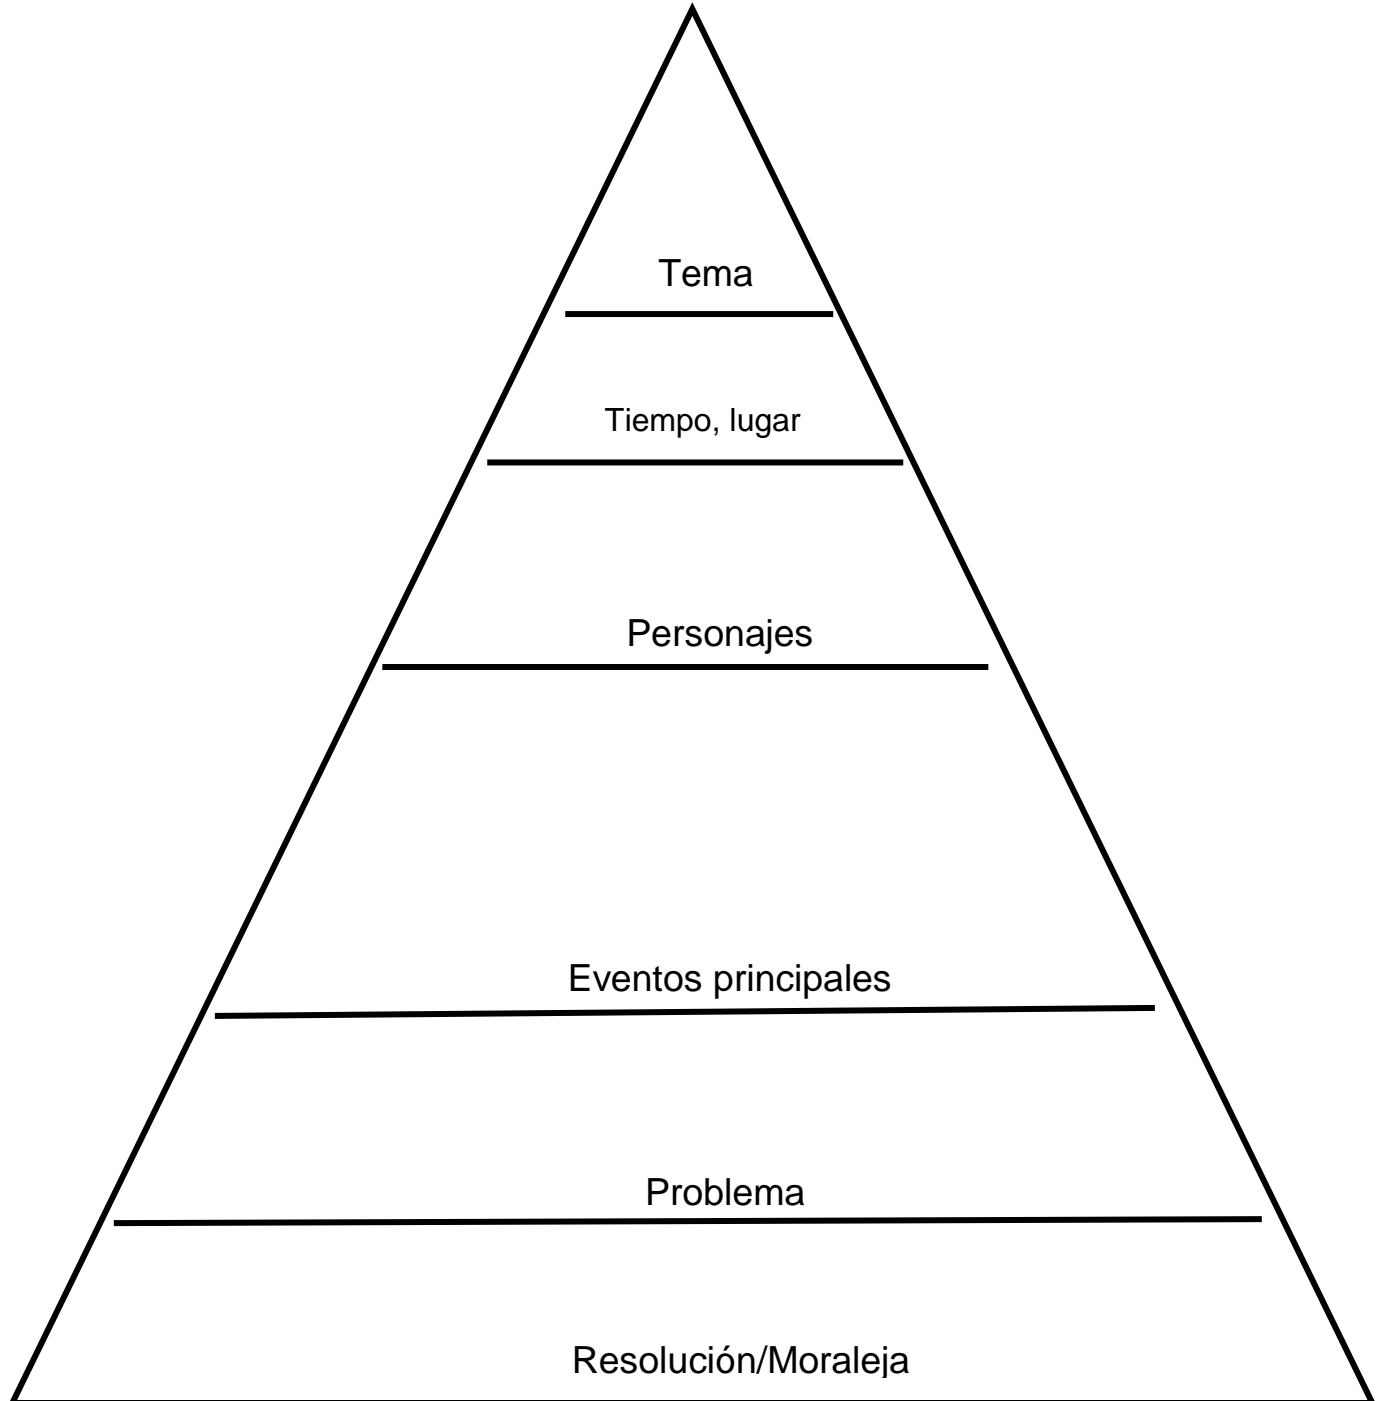 Tema
Tiempo, lugar
Personajes
Eventos principales
Problema
Resolución/Moraleja